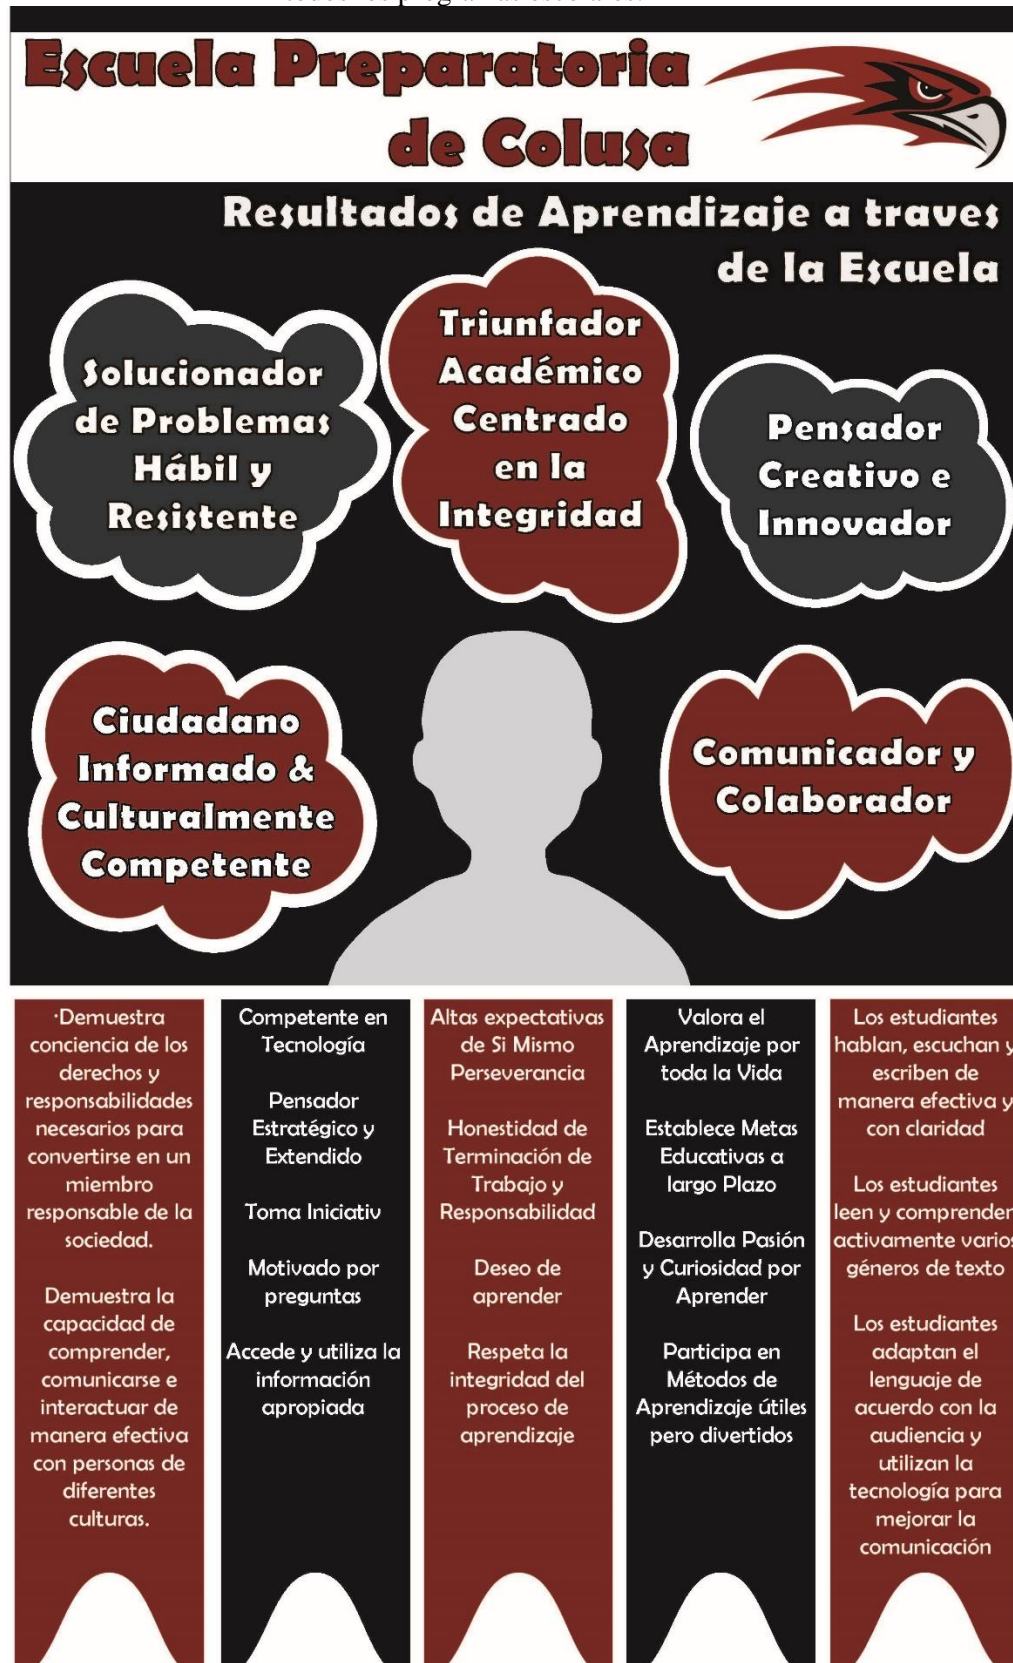 todos los programas escolares.
Escuela Preparatoria
de Colusa
Resultados de Aprendizaje a traves
de la Escuela
Solucionador
de Problemas
Hábil y
Resistente
Triunfador
Académico
Centrado
en la
Integridad
Pensador
Creativo e
Innovador
Ciudadano
Informado &
Culturalmente
Competente
Comunicador y
Colaborador
·Demuestra
conciencia de los
derechos y
responsabilidades
necesarios para
convertirse en un
miembro
responsable de la
sociedad.
Demuestra la
capacidad de
comprender,
comunicarse e
interactuar de
manera efectiva
con personas de
diferentes
culturas.
Competente en
Tecnología
Pensador
Estratégico y
Extendido
Toma Iniciativ
Motivado por
preguntas
Accede y utiliza la
información
apropiada
Altas expectativas
de Si Mismo
Perseverancia
Honestidad de
Terminación de
Trabajo y
Responsabilidad
Deseo de
aprender
Respeta la
integridad del
proceso de
aprendizaje
Valora el
Aprendizaje por
toda la Vida
Establece Metas
Educativas a
largo Plazo
Desarrolla Pasión
y Curiosidad por
Aprender
Participa en
Métodos de
Aprendizaje útiles
pero divertidos
Los estudiantes
hablan, escuchan y
escriben de
manera efectiva y
con claridad
Los estudiantes
leen y comprenden
activamente varios
géneros de texto
Los estudiantes
adaptan el
lenguaje de
acuerdo con la
audiencia y
utilizan la
tecnología para
mejorar la
comunicación